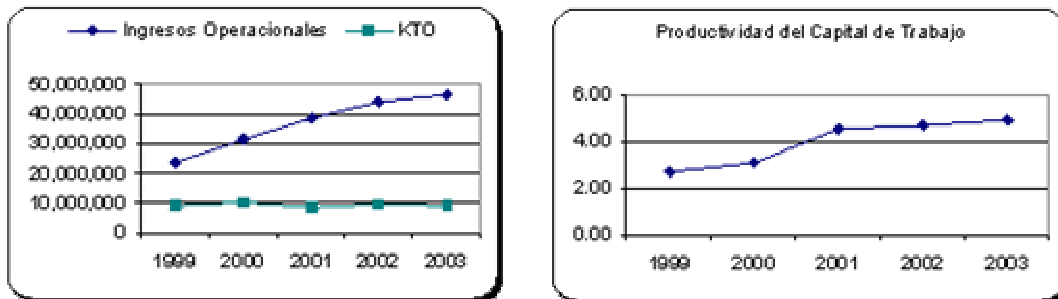 Ingresos Operacionales KTO
50,000,000
40,000,000
30,000,000
20,000,000
10,000,000
0
1999 2000 2001 2002 2003
Productividad del Capital de Trabajo
6.00
4.00
2.00
0.00
1999 2000 2001 2002 2003